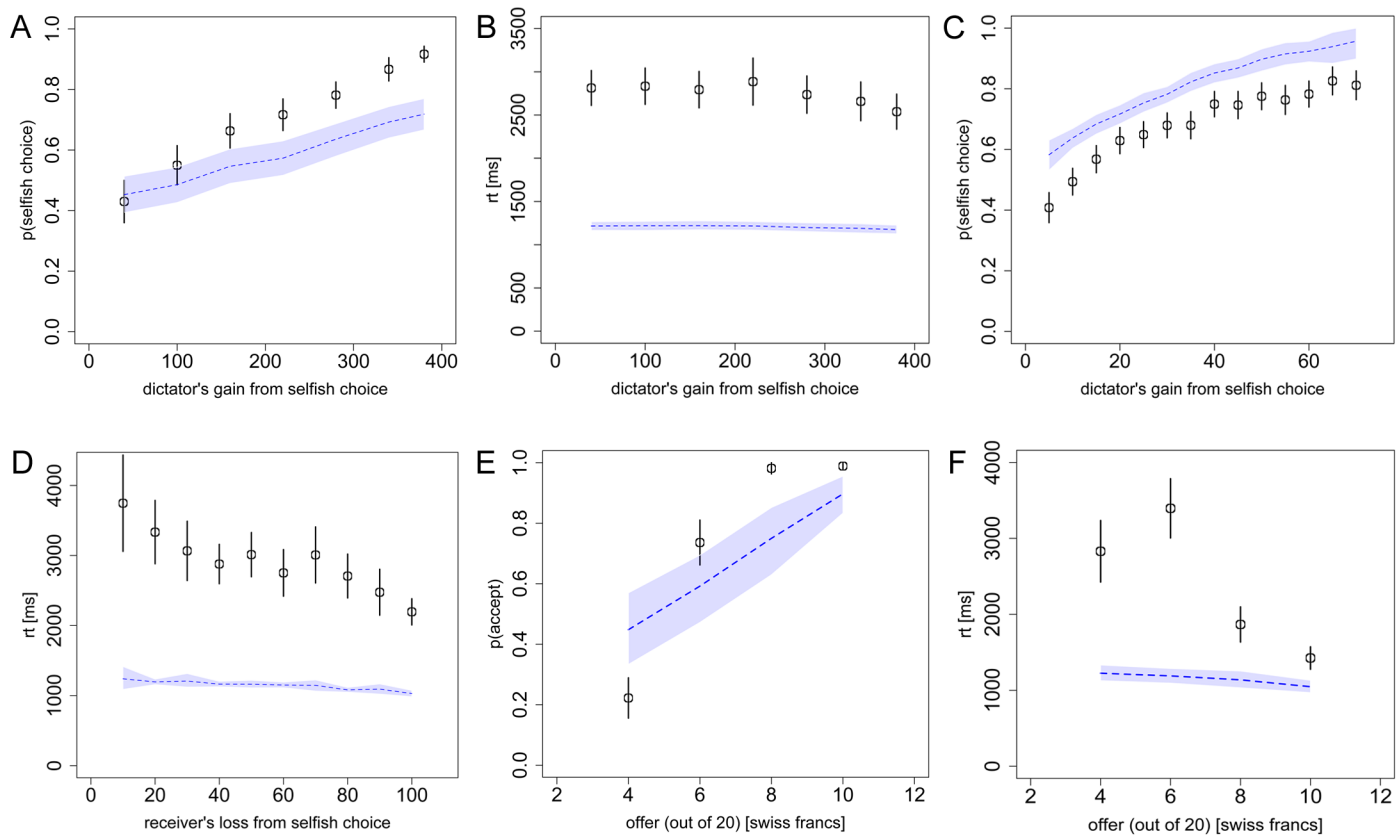 A
p(selfish choice)
0.0 0.2 0.4 0.6 0.8 1.0
0 100 200 300 400
dictator's gain from selfish choice
B
rt [ms]
0 500 1500 2500 3500
0 100 200 300 400
dictator's gain from selfish choice
C
p(selfish choice)
0.0 0.2 0.4 0.6 0.8 1.0
0 20 40 60
dictator's gain from selfish choice
D
rt [ms]
0 1000 2000 3000 4000
0 20 40 60 80 100
receiver's loss from selfish choice
E
p(accept)
0.0 0.2 0.4 0.6 0.8 1.0
2 4 6 8 10 12
offer (out of 20) [swiss francs]
F
rt [ms]
0 1000 2000 3000 4000
2 4 6 8 10 12
offer (out of 20) [swiss francs]